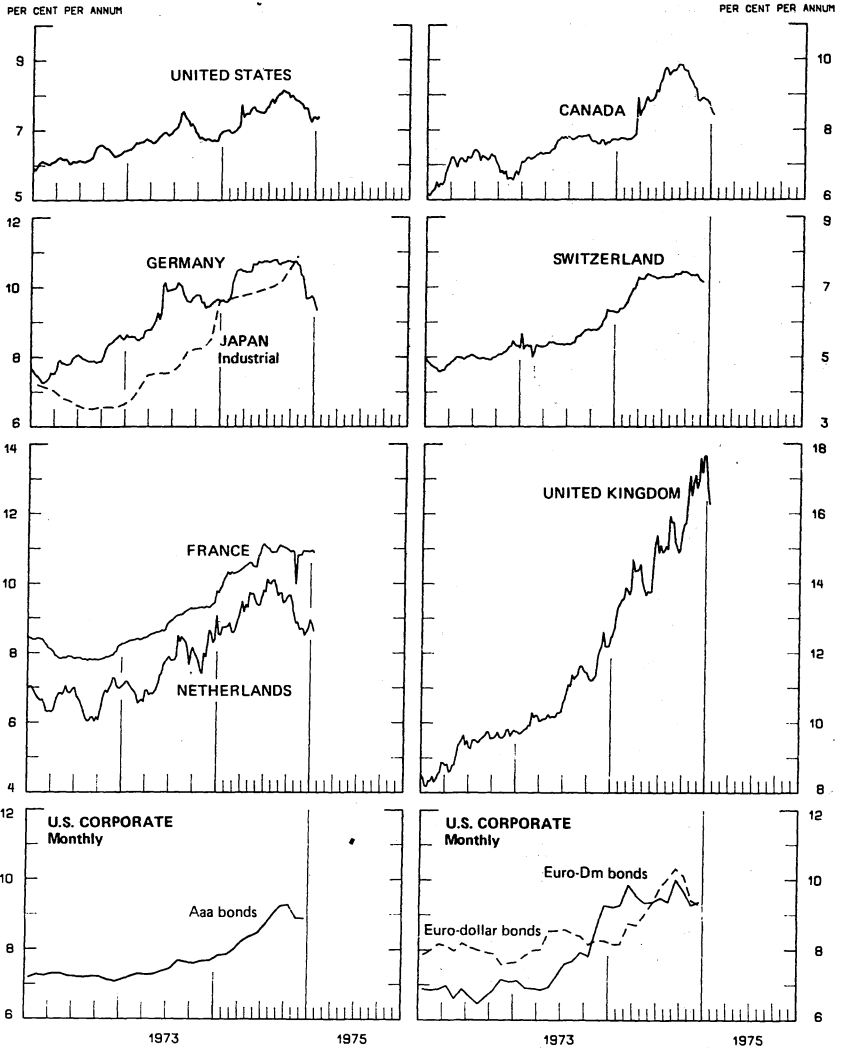 PER CENT PER ANNUM
PER CENT PER ANNUM
9
7
5
UNITED STATES
CANADA
10
8
6
12
10
8
6
GERMANY
JAPAN
Industrial
SWITZERLAND
9
7
5
3
14
12
10
8
6
4
FRANCE
NETHERLANDS
UNITED KINGDOM
18
16
14
12
10
8
12
10
8
6
U.S. CORPORATE
Monthly
Aaa bonds
U.S. CORPORATE
Monthly
Euro-Dm bonds
Euro-dollar bonds
12
10
8
6
1973
1975
1973
1975